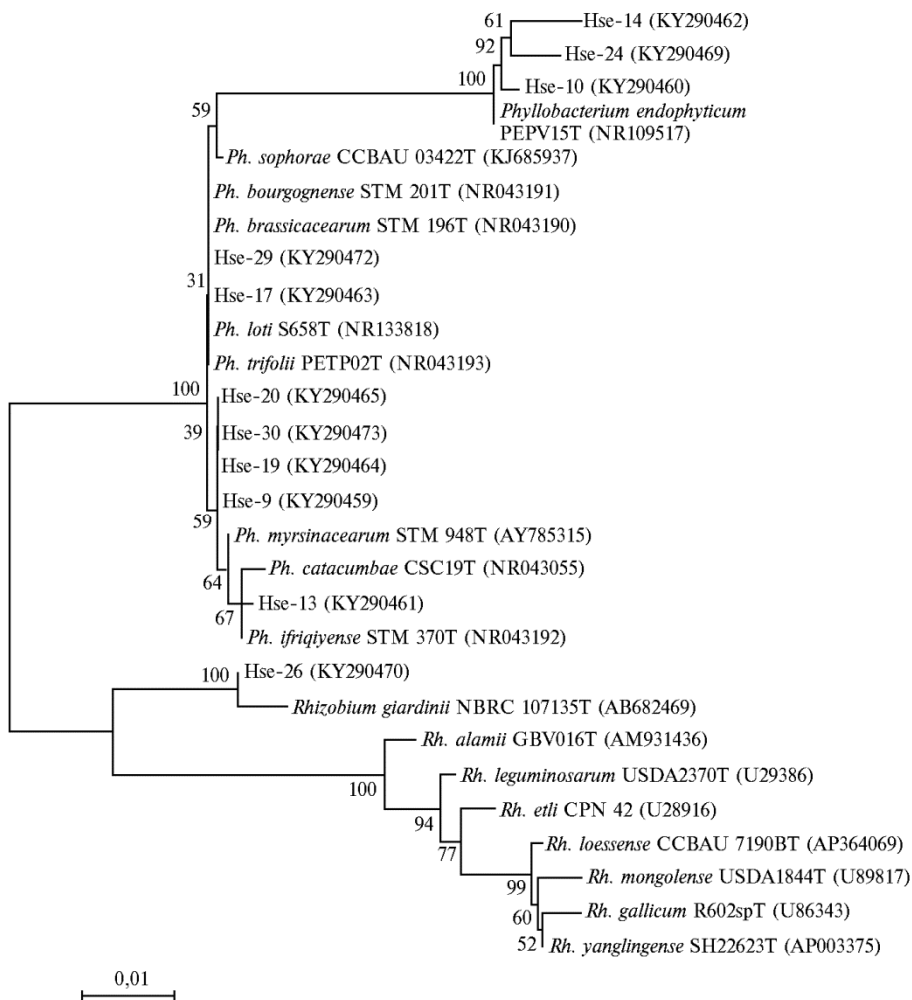 61
Hse-14 (KY290462)
92
Hse-24 (KY290469)
100
Hse-10 (KY290460)
Phyllobacterium endophyticum
PEPV15T (NR109517)
59
Ph. sophorae CCBAU 03422T (KJ685937)
Ph. bourgognense STM 201T (NR043191)
Ph. brassicacearum STM 196T (NR043190)
Hse-29 (KY290472)
31
Hse-17 (KY290463)
Ph. loti S658T (NR133818)
Ph. trifolii PETP02T (NR043193)
100
Hse-20 (KY290465)
39
Hse-30 (KY290473)
Hse-19 (KY290464)
Hse-9 (KY290459)
59
Ph. myrsinacearum STM 948T (AY785315)
Ph. catacumbae CSC19T (NR043055)
64
Hse-13 (KY290461)
67
Ph. ifriqiyense STM 370T (NR043192)
100
Hse-26 (KY290470)
Rhizobium giardinii NBRC 107135T (AB682469)
Rh. alamii GBV016T (AM931436)
100
Rh. leguminosarum USDA2370T (U29386)
94
Rh. etli CPN 42 (U28916)
77
Rh. loessense CCBAU 7190BT (AP364069)
99
Rh. mongolense USDA1844T (U89817)
60
Rh. gallicum R602spT (U86343)
52
Rh. yanglingense SH22623T (AP003375)
0,01